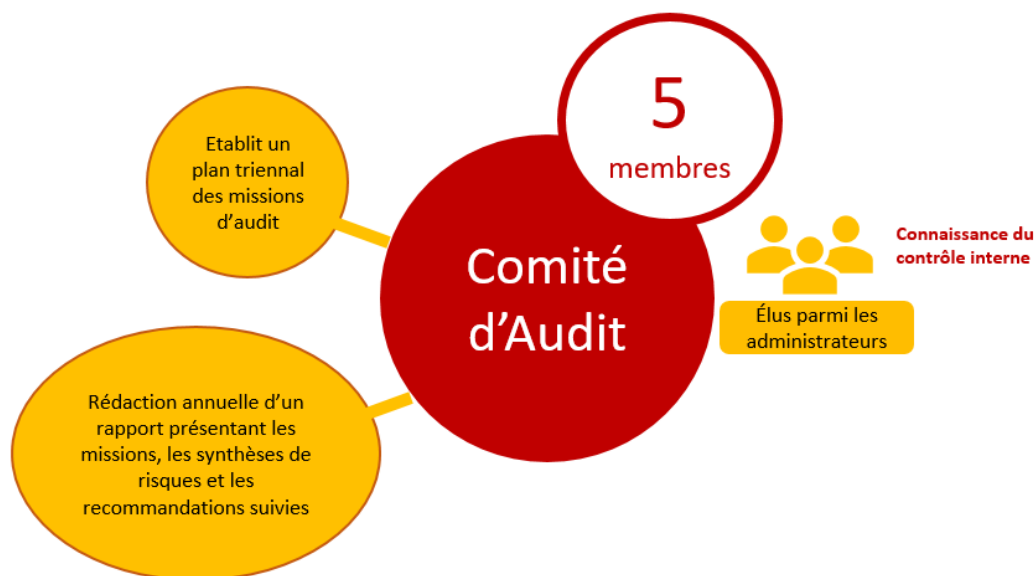 5
membres
Etablit un
plan triennal
des missions
d'audit
Comité
d'Audit
Connaissance du
contrôle interne
Élus parmi les
administrateurs
Rédaction annuelle d'un
rapport présentant les
missions, les synthèses de
risques et les
recommandations suivies